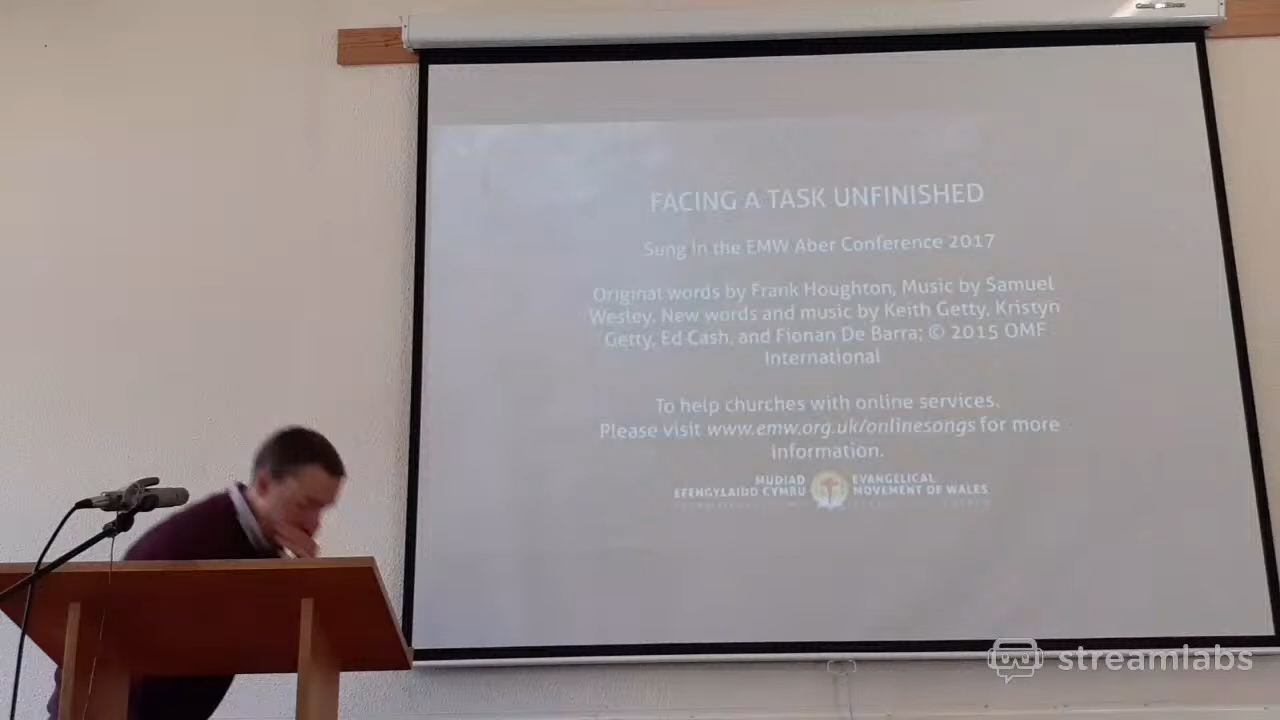 FACING A TASK UNFINISHED
Sung in the EMW Aber Conference 2017
Original words by Frank Houghton, Music by Samuel
Wesley, New words and music by Keith Getty, Kristyn
Getty, Ed Cash, and Fionan De Barra; © 2015 OMF
International
To help churches with online services.
Please visit www.emw.org.uk/onlinesongs for more
information.
MUDIAD
EFENGYLAIDD CYMRU
EVANGELICAL
MOVEMENT OF WALES
streamlabs